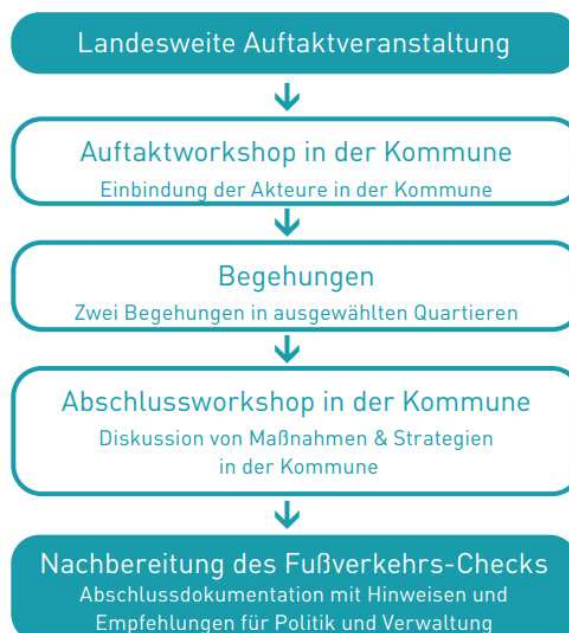 Landesweite Auftaktveranstaltung
Auftaktworkshop in der Kommune
Einbindung der Akteure in der Kommune
Begehungen
Zwei Begehungen in ausgewählten Quartieren
Abschlussworkshop in der Kommune
Diskussion von Maßnahmen & Strategien
in der Kommune
Nachbereitung des Fußverkehrs-Checks
Abschlussdokumentation mit Hinweisen und
Empfehlungen für Politik und Verwaltung